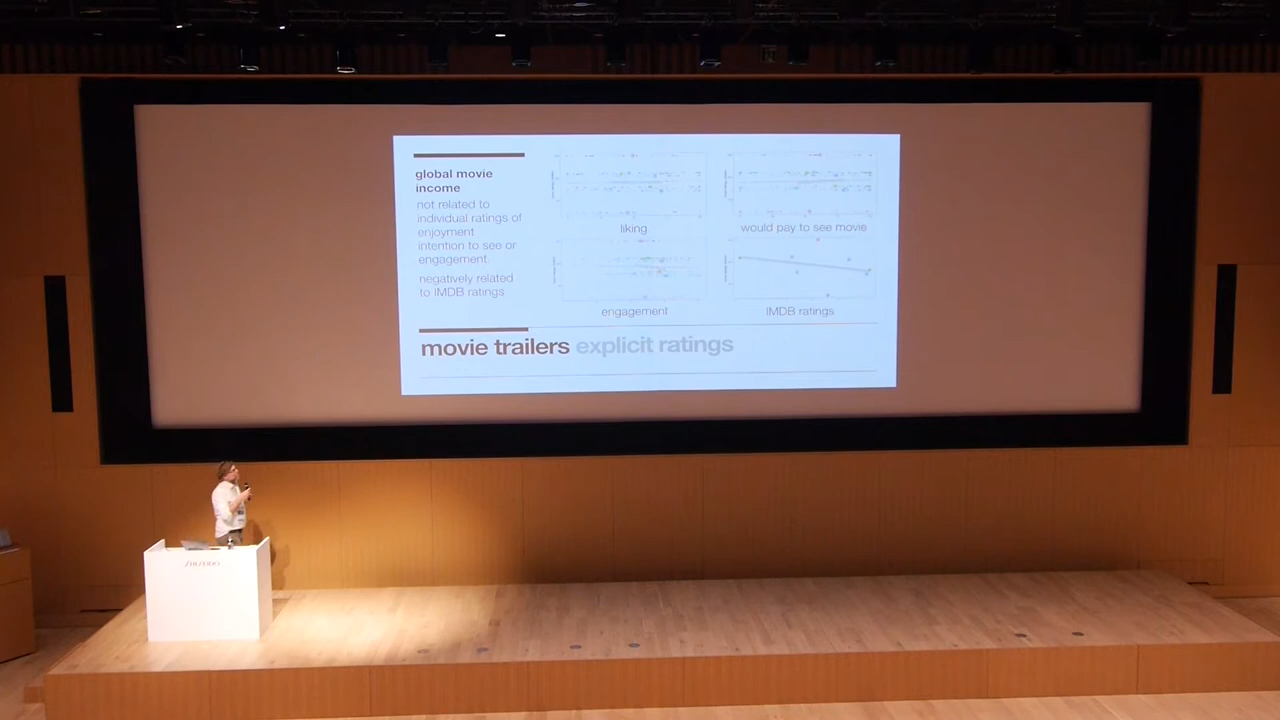 global movie
income
not related to
individual ratings of
enjoyment
intention to see or
engagement
negatively related
to IMDB ratings
liking
would pay to see movie
engagement
IMDB ratings
movie trailers explicit ratings
SHISEIDO